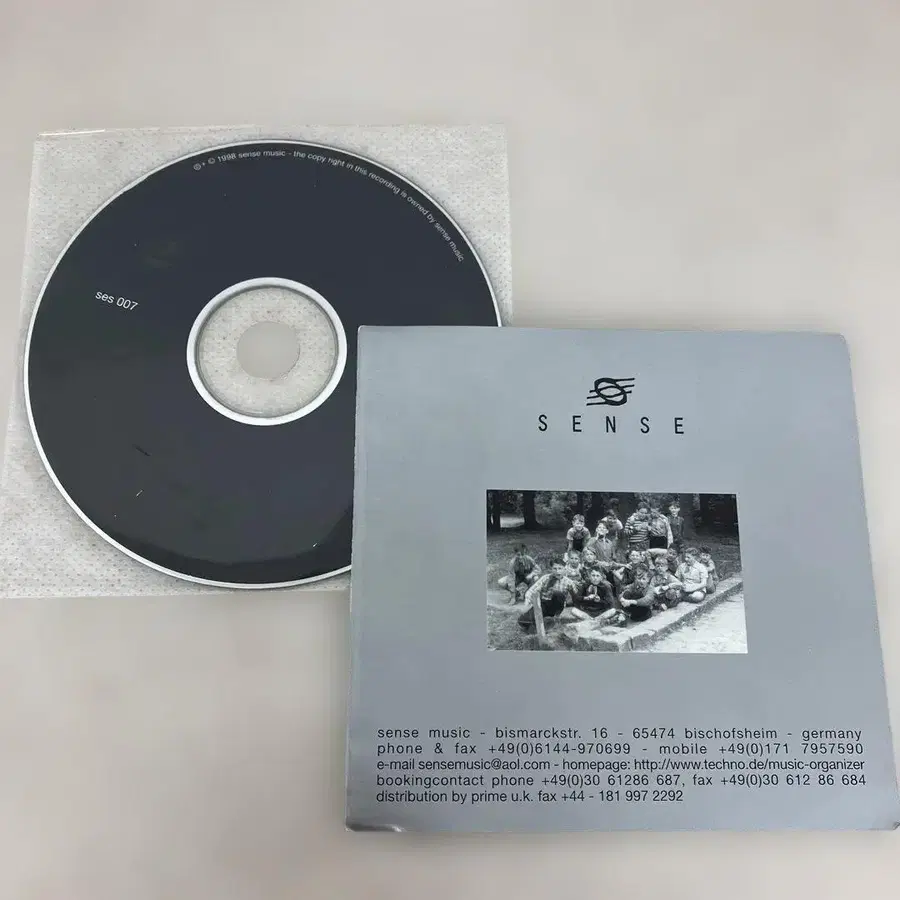 ℗+ © 1998 sense music - the copy right in this recording is owned by sense music
ses 007
SENSE
sense music - bismarckstr. 16 - 65474 bischofsheim - germany
phone & fax +49(0)6144-970699 - mobile +49(0)171 7957590
e-mail sensemusic@aol.com - homepage: http://www.techno.de/music-organizer
bookingcontact phone +49(0)30 61286 687, fax +49(0)30 612 86 684
distribution by prime u.k. fax +44 - 181 997 2292